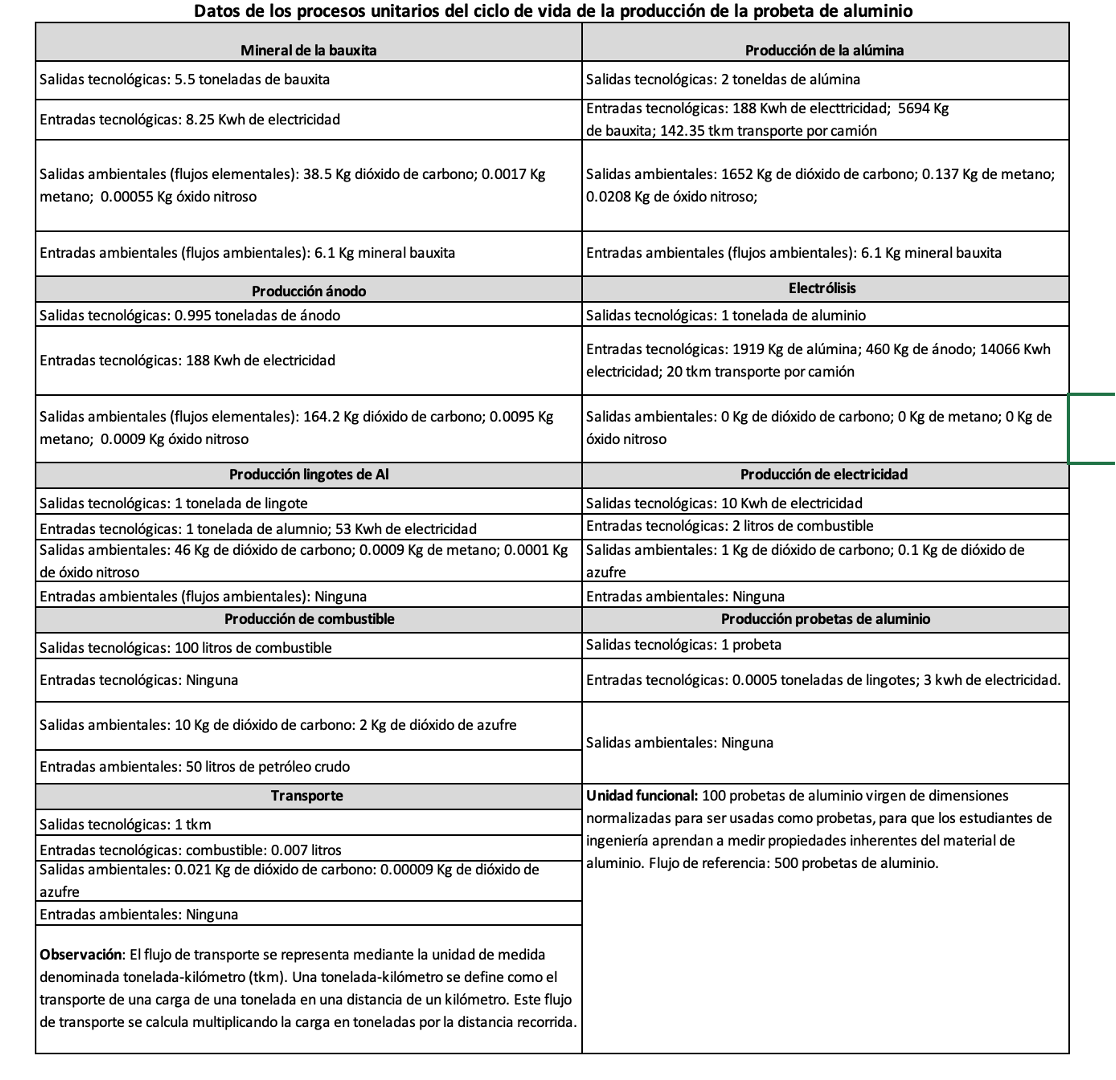 Datos de los procesos unitarios del ciclo de vida de la producción de la probeta de aluminio
Mineral de la bauxita
Producción de la alúmina
Salidas tecnológicas: 5.5 toneladas de bauxita
Salidas tecnológicas: 2 toneldas de alúmina
Entradas tecnológicas: 8.25 Kwh de electricidad
Entradas tecnológicas: 188 Kwh de electtricidad;  5694 Kg
de bauxita; 142.35 tkm transporte por camión
Salidas ambientales (flujos elementales): 38.5 Kg dióxido de carbono; 0.0017 Kg
metano;  0.00055 Kg óxido nitroso
Salidas ambientales: 1652 Kg de dióxido de carbono; 0.137 Kg de metano;
0.0208 Kg de óxido nitroso;
Entradas ambientales (flujos ambientales): 6.1 Kg mineral bauxita
Entradas ambientales (flujos ambientales): 6.1 Kg mineral bauxita
Producción ánodo
Electrólisis
Salidas tecnológicas: 0.995 toneladas de ánodo
Salidas tecnológicas: 1 tonelada de aluminio
Entradas tecnológicas: 188 Kwh de electricidad
Entradas tecnológicas: 1919 Kg de alúmina; 460 Kg de ánodo; 14066 Kwh
electricidad; 20 tkm transporte por camión
Salidas ambientales (flujos elementales): 164.2 Kg dióxido de carbono; 0.0095 Kg
metano;  0.0009 Kg óxido nitroso
Salidas ambientales: 0 Kg de dióxido de carbono; 0 Kg de metano; 0 Kg de
óxido nitroso
Producción lingotes de Al
Producción de electricidad
Salidas tecnológicas: 1 tonelada de lingote
Salidas tecnológicas: 10 Kwh de electricidad
Entradas tecnológicas: 1 tonelada de alumnio; 53 Kwh de electricidad
Entradas tecnológicas: 2 litros de combustible
Salidas ambientales: 46 Kg de dióxido de carbono; 0.0009 Kg de metano; 0.0001 Kg
de óxido nitroso
Salidas ambientales: 1 Kg de dióxido de carbono; 0.1 Kg de dióxido de
azufre
Entradas ambientales (flujos ambientales): Ninguna
Entradas ambientales: Ninguna
Producción de combustible
Producción probetas de aluminio
Salidas tecnológicas: 100 litros de combustible
Salidas tecnológicas: 1 probeta
Entradas tecnológicas: Ninguna
Entradas tecnológicas: 0.0005 toneladas de lingotes; 3 kwh de electricidad.
Salidas ambientales: 10 Kg de dióxido de carbono: 2 Kg de dióxido de azufre
Salidas ambientales: Ninguna
Entradas ambientales: 50 litros de petróleo crudo
Transporte
Salidas tecnológicas: 1 tkm
Entradas tecnológicas: combustible: 0.007 litros
Salidas ambientales: 0.021 Kg de dióxido de carbono: 0.00009 Kg de dióxido de
azufre
Entradas ambientales: Ninguna
Observación: El flujo de transporte se representa mediante la unidad de medida
denominada tonelada-kilómetro (tkm). Una tonelada-kilómetro se define como el
transporte de una carga de una tonelada en una distancia de un kilómetro. Este flujo
de transporte se calcula multiplicando la carga en toneladas por la distancia recorrida.
Unidad funcional: 100 probetas de aluminio virgen de dimensiones
normalizadas para ser usadas como probetas, para que los estudiantes de
ingeniería aprendan a medir propiedades inherentes del material de
aluminio. Flujo de referencia: 500 probetas de aluminio.